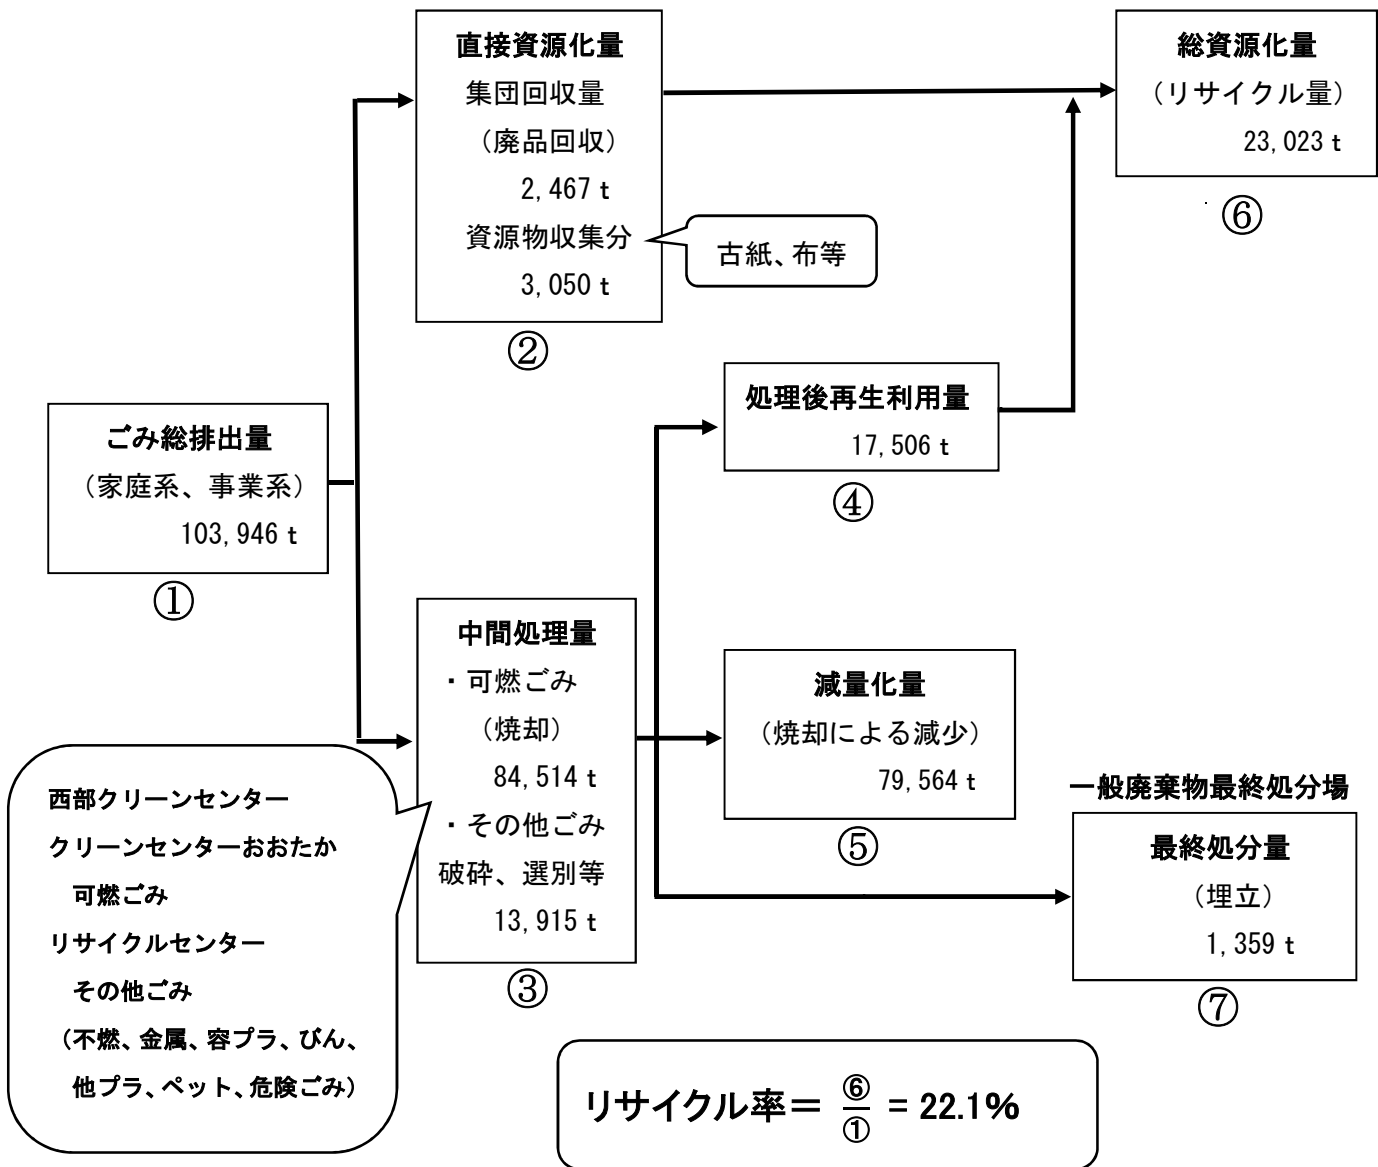 直接資源化量
集団回収量
（廃品回収）
2,467 t
資源物収集分
3,050 t
②
古紙、布等
総資源化量
（リサイクル量）
23,023 t
⑥
ごみ総排出量
（家庭系、事業系）
103,946 t
①
処理後再生利用量
17,506 t
④
中間処理量
・可燃ごみ
（焼却）
84,514 t
・その他ごみ
破砕、選別等
13,915 t
③
減量化量
（焼却による減少）
79,564 t
⑤
一般廃棄物最終処分場
最終処分量
（埋立）
1,359 t
⑦
西部クリーンセンター
クリーンセンターおおたか
可燃ごみ
リサイクルセンター
その他ごみ
（不燃、金属、容プラ、びん、
他プラ、ペット、危険ごみ）
リサイクル率＝ ⑥/① = 22.1%